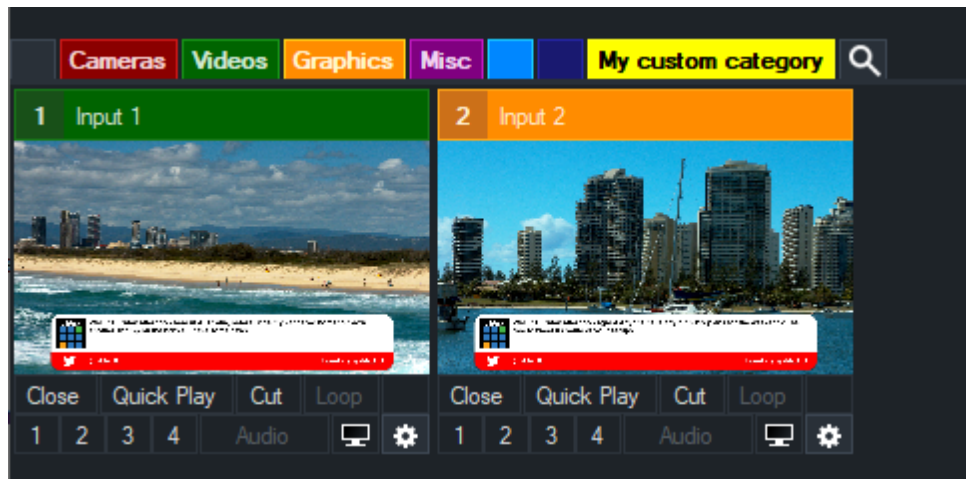 Cameras Videos Graphics Misc My custom category
1 Input 1
2 Input 2
Close Quick Play Cut Loop
Close Quick Play Cut Loop
1 2 3 4 Audio
1 2 3 4 Audio